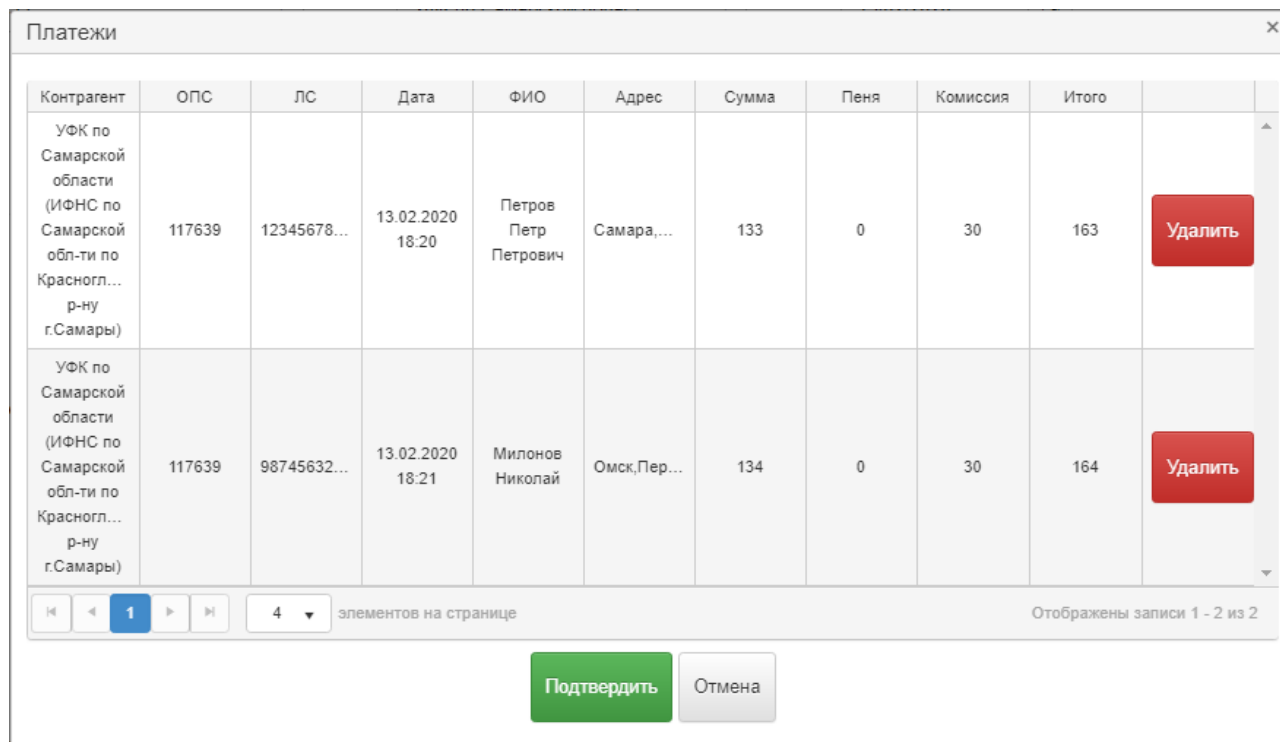 Платежи
×
Контрагент ОПС ЛС Дата ФИО Адрес Сумма Пеня Комиссия Итого
УФК по
Самарской
области
(ИФНС по
Самарской
обл-ти по
Красногл...
р-ну
г.Самары)
117639
12345678...
13.02.2020
18:20
Петров
Петр
Петрович
Самара,...
133
0
30
163
Удалить
УФК по
Самарской
области
(ИФНС по
Самарской
обл-ти по
Красногл...
р-ну
г.Самары)
117639
98745632...
13.02.2020
18:21
Милонов
Николай
Омск,Пер...
134
0
30
164
Удалить
1 4 элементов на странице Отображены записи 1 - 2 из 2
Подтвердить Отмена